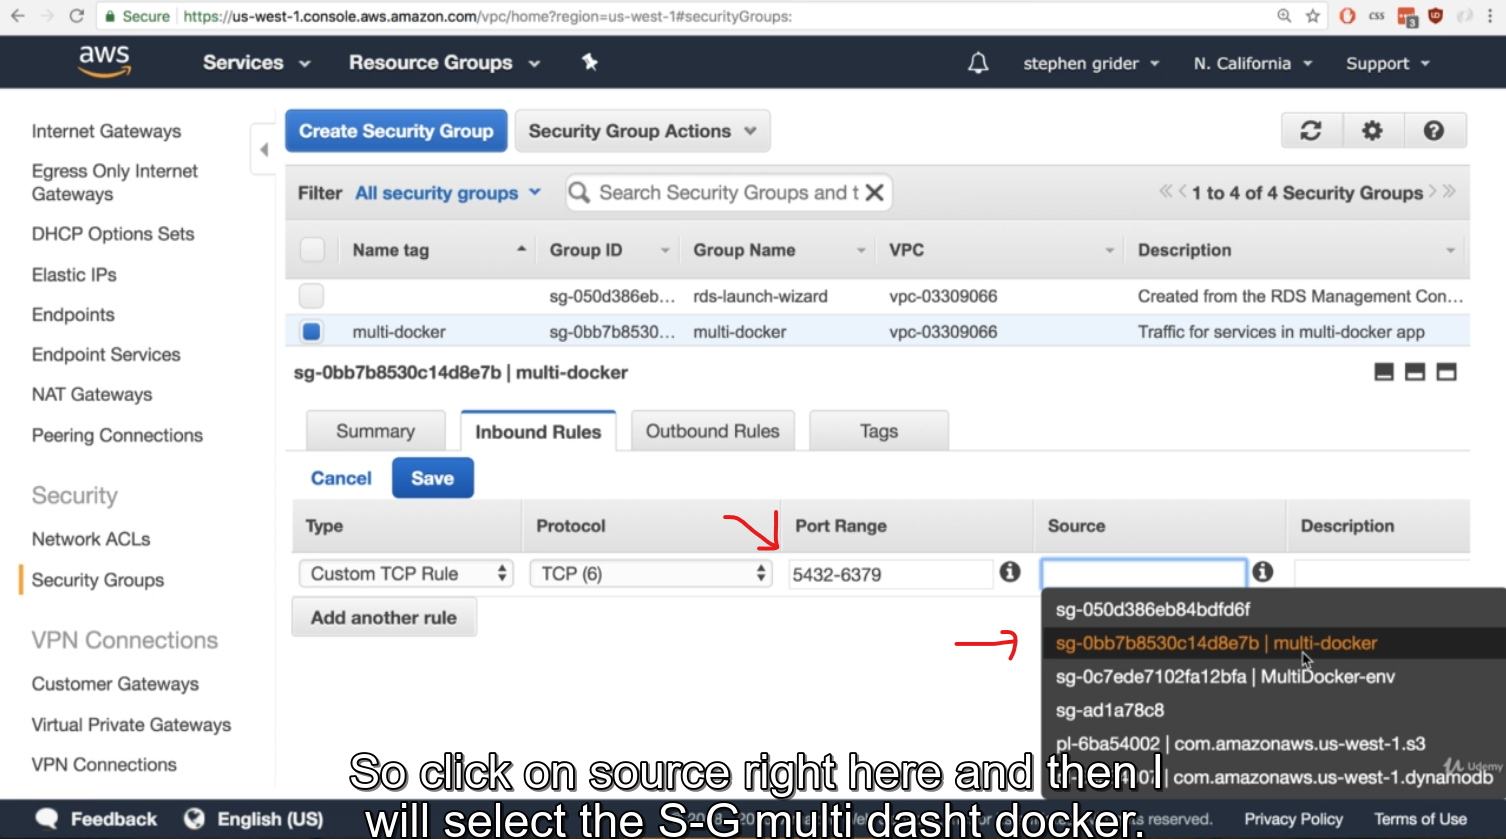 Secure https://us-west-1.console.aws.amazon.com/vpc/home?region=us-west-1#securityGroups: css 3
aws Services Resource Groups stephen grider N. California Support
Internet Gateways
Egress Only Internet
Gateways
DHCP Options Sets
Elastic IPs
Endpoints
Endpoint Services
NAT Gateways
Peering Connections
Security
Network ACLs
Security Groups
VPN Connections
Customer Gateways
Virtual Private Gateways
VPN Connections
Create Security Group Security Group Actions
Filter All security groups Search Security Groups and t 1 to 4 of 4 Security Groups
Name tag Group ID Group Name VPC Description
sg-050d386eb... rds-launch-wizard vpc-03309066 Created from the RDS Management Con...
multi-docker sg-0bb7b8530... multi-docker vpc-03309066 Traffic for services in multi-docker app
sg-0bb7b8530c14d8e7b | multi-docker
Summary Inbound Rules Outbound Rules Tags
Cancel Save
Type Protocol Port Range Source Description
Custom TCP Rule TCP (6) 5432-6379
Add another rule
sg-050d386eb84bdfd6f
sg-0bb7b8530c14d8e7b | multi-docker
sg-0c7ede7102fa12bfa | MultiDocker-env
sg-ad1a78c8
pl-6ba54002 | com.amazonaws.us-west-1.s3
com.amazonaws.us-west-1.dynamodb
Udemy
So click on source right here and then I
will select the S-G multi dasht docker.
Feedback English (US) reserved. Privacy Policy Terms of Use